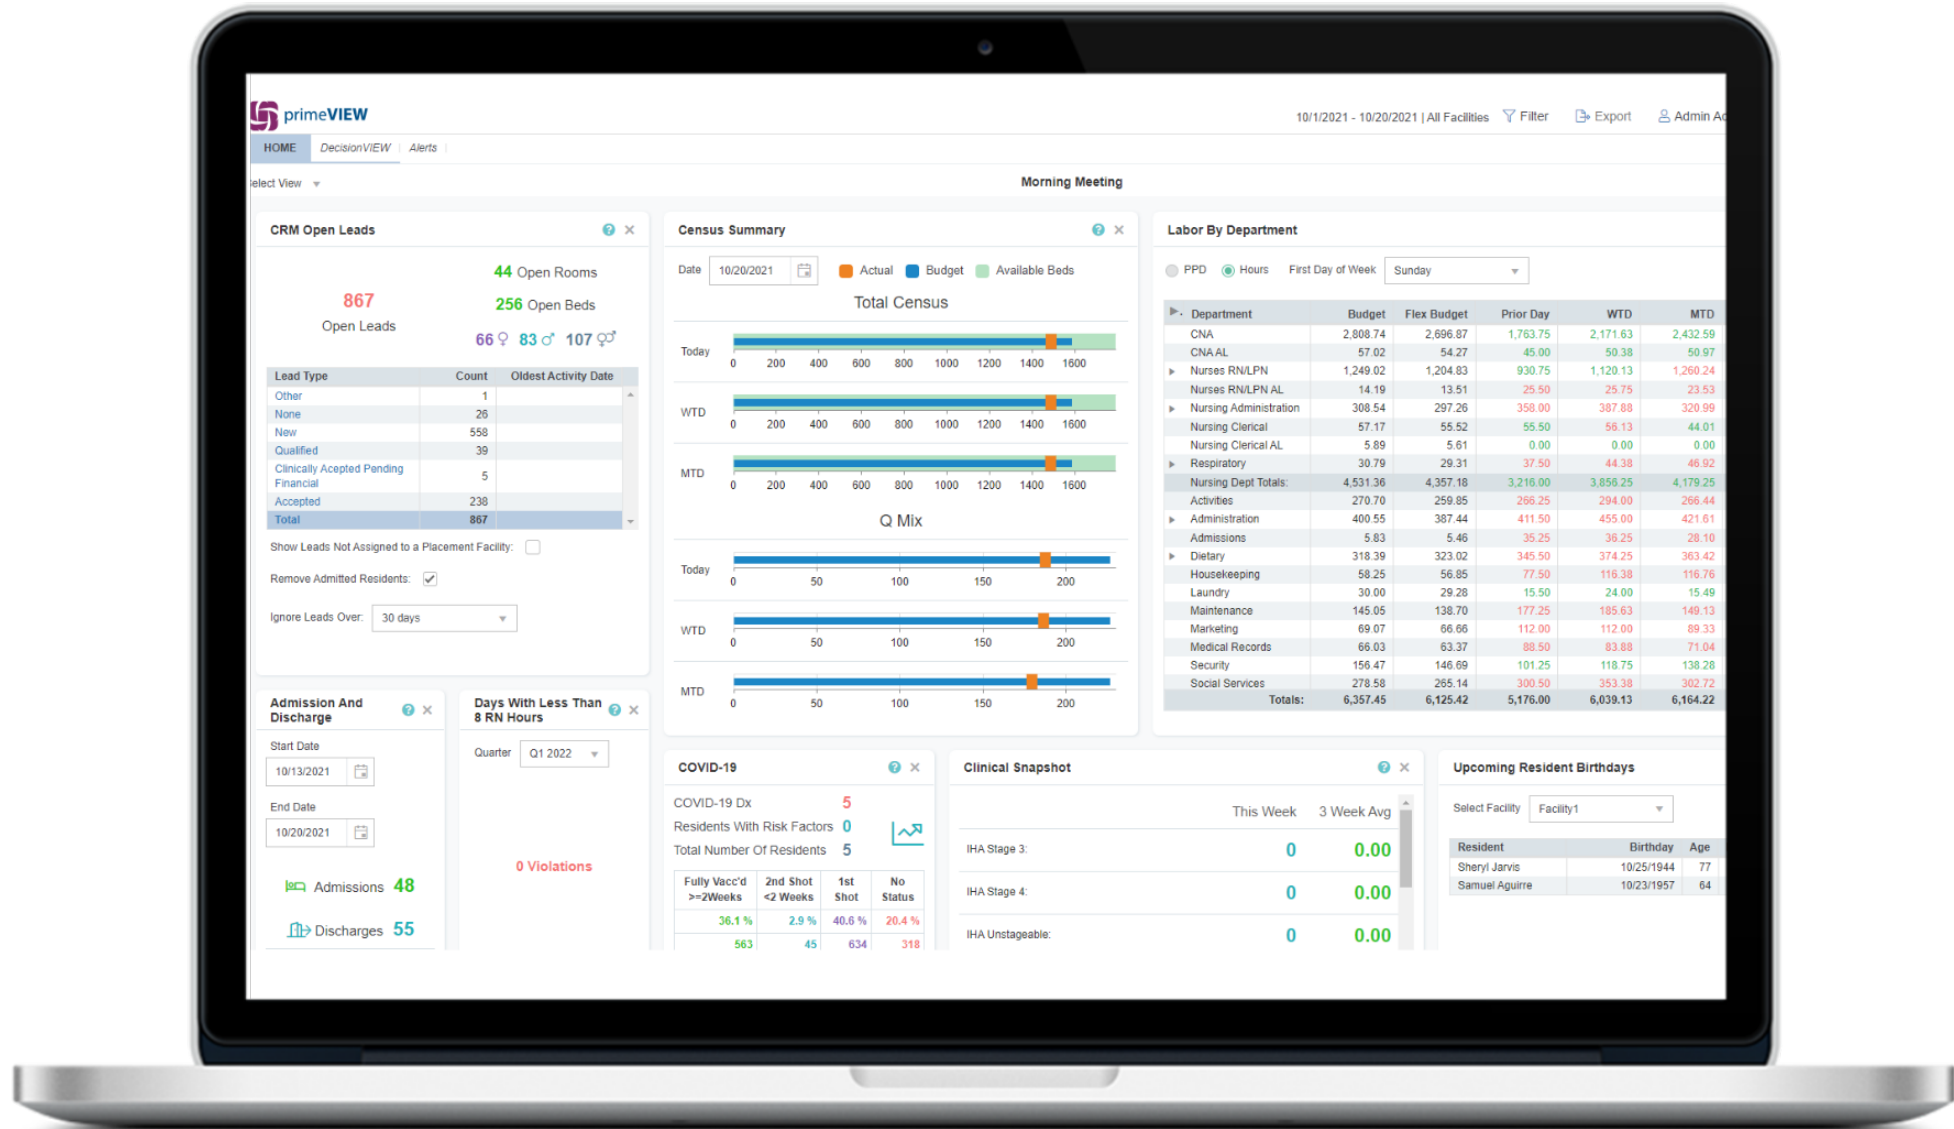 primeVIEW
10/1/2021 - 10/20/2021 | All Facilities Filter Export Admin
HOME DecisionVIEW Alerts
View
Morning Meeting
CRM Open Leads
867
Open Leads
44 Open Rooms
256 Open Beds
66♀ 83♂ 107⚤
Lead Type Count Oldest Activity Date
Other 1
None 26
New 558
Qualified 39
Clinically Acepted Pending
Financial 5
Accepted 238
Total 867
Show Leads Not Assigned to a Placement Facility:
Remove Admitted Residents:
Ignore Leads Over: 30 days
Census Summary
Date 10/20/2021 Actual Budget Available Beds
Total Census
Today
0 200 400 600 800 1000 1200 1400 1600
WTD
0 200 400 600 800 1000 1200 1400 1600
MTD
0 200 400 600 800 1000 1200 1400 1600
Q Mix
Today
0 50 100 150 200
WTD
0 50 100 150 200
MTD
0 50 100 150 200
Labor By Department
PPD Hours First Day of Week Sunday
Department Budget Flex Budget Prior Day WTD MTD
CNA 2,808.74 2,696.87 1,763.75 2,171.63 2,432.59
CNA AL 57.02 54.27 45.00 50.38 50.97
Nurses RN/LPN 1,249.02 1,204.83 930.75 1,120.13 1,260.24
Nurses RN/LPN AL 14.19 13.51 25.50 25.75 23.53
Nursing Administration 308.54 297.26 358.00 387.88 320.99
Nursing Clerical 57.17 55.52 55.50 56.13 44.01
Nursing Clerical AL 5.89 5.61 0.00 0.00 0.00
Respiratory 30.79 29.31 37.50 44.38 46.92
Nursing Dept Totals: 4,531.36 4,357.18 3,216.00 3,856.25 4,179.25
Activities 270.70 259.85 266.25 294.00 266.44
Administration 400.55 387.44 411.50 455.00 421.61
Admissions 5.83 5.46 35.25 36.25 28.10
Dietary 318.39 323.02 345.50 374.25 363.42
Housekeeping 58.25 56.85 77.50 116.38 116.76
Laundry 30.00 29.28 15.50 24.00 15.49
Maintenance 145.05 138.70 177.25 185.63 149.13
Marketing 69.07 66.66 112.00 112.00 89.33
Medical Records 66.03 63.37 88.50 83.88 71.04
Security 156.47 146.69 101.25 118.75 138.28
Social Services 278.58 265.14 300.50 353.38 302.72
Totals: 6,357.45 6,125.42 5,176.00 6,039.13 6,164.22
Admission And
Discharge
Start Date
10/13/2021
End Date
10/20/2021
Admissions 48
Discharges 55
Days With Less Than
8 RN Hours
Quarter Q1 2022
0 Violations
COVID-19
COVID-19 Dx 5
Residents With Risk Factors 0
Total Number Of Residents 5
Fully Vacc'd 2nd Shot 1st No
>=2Weeks <2 Weeks Shot Status
36.1 % 2.9 % 40.6 % 20.4 %
563 45 634 318
Clinical Snapshot
This Week 3 Week Avg
IHA Stage 3: 0 0.00
IHA Stage 4: 0 0.00
IHA Unstageable: 0 0.00
Upcoming Resident Birthdays
Select Facility Facility1
Resident Birthday Age
Sheryl Jarvis 10/25/1944 77
Samuel Aguirre 10/23/1957 64